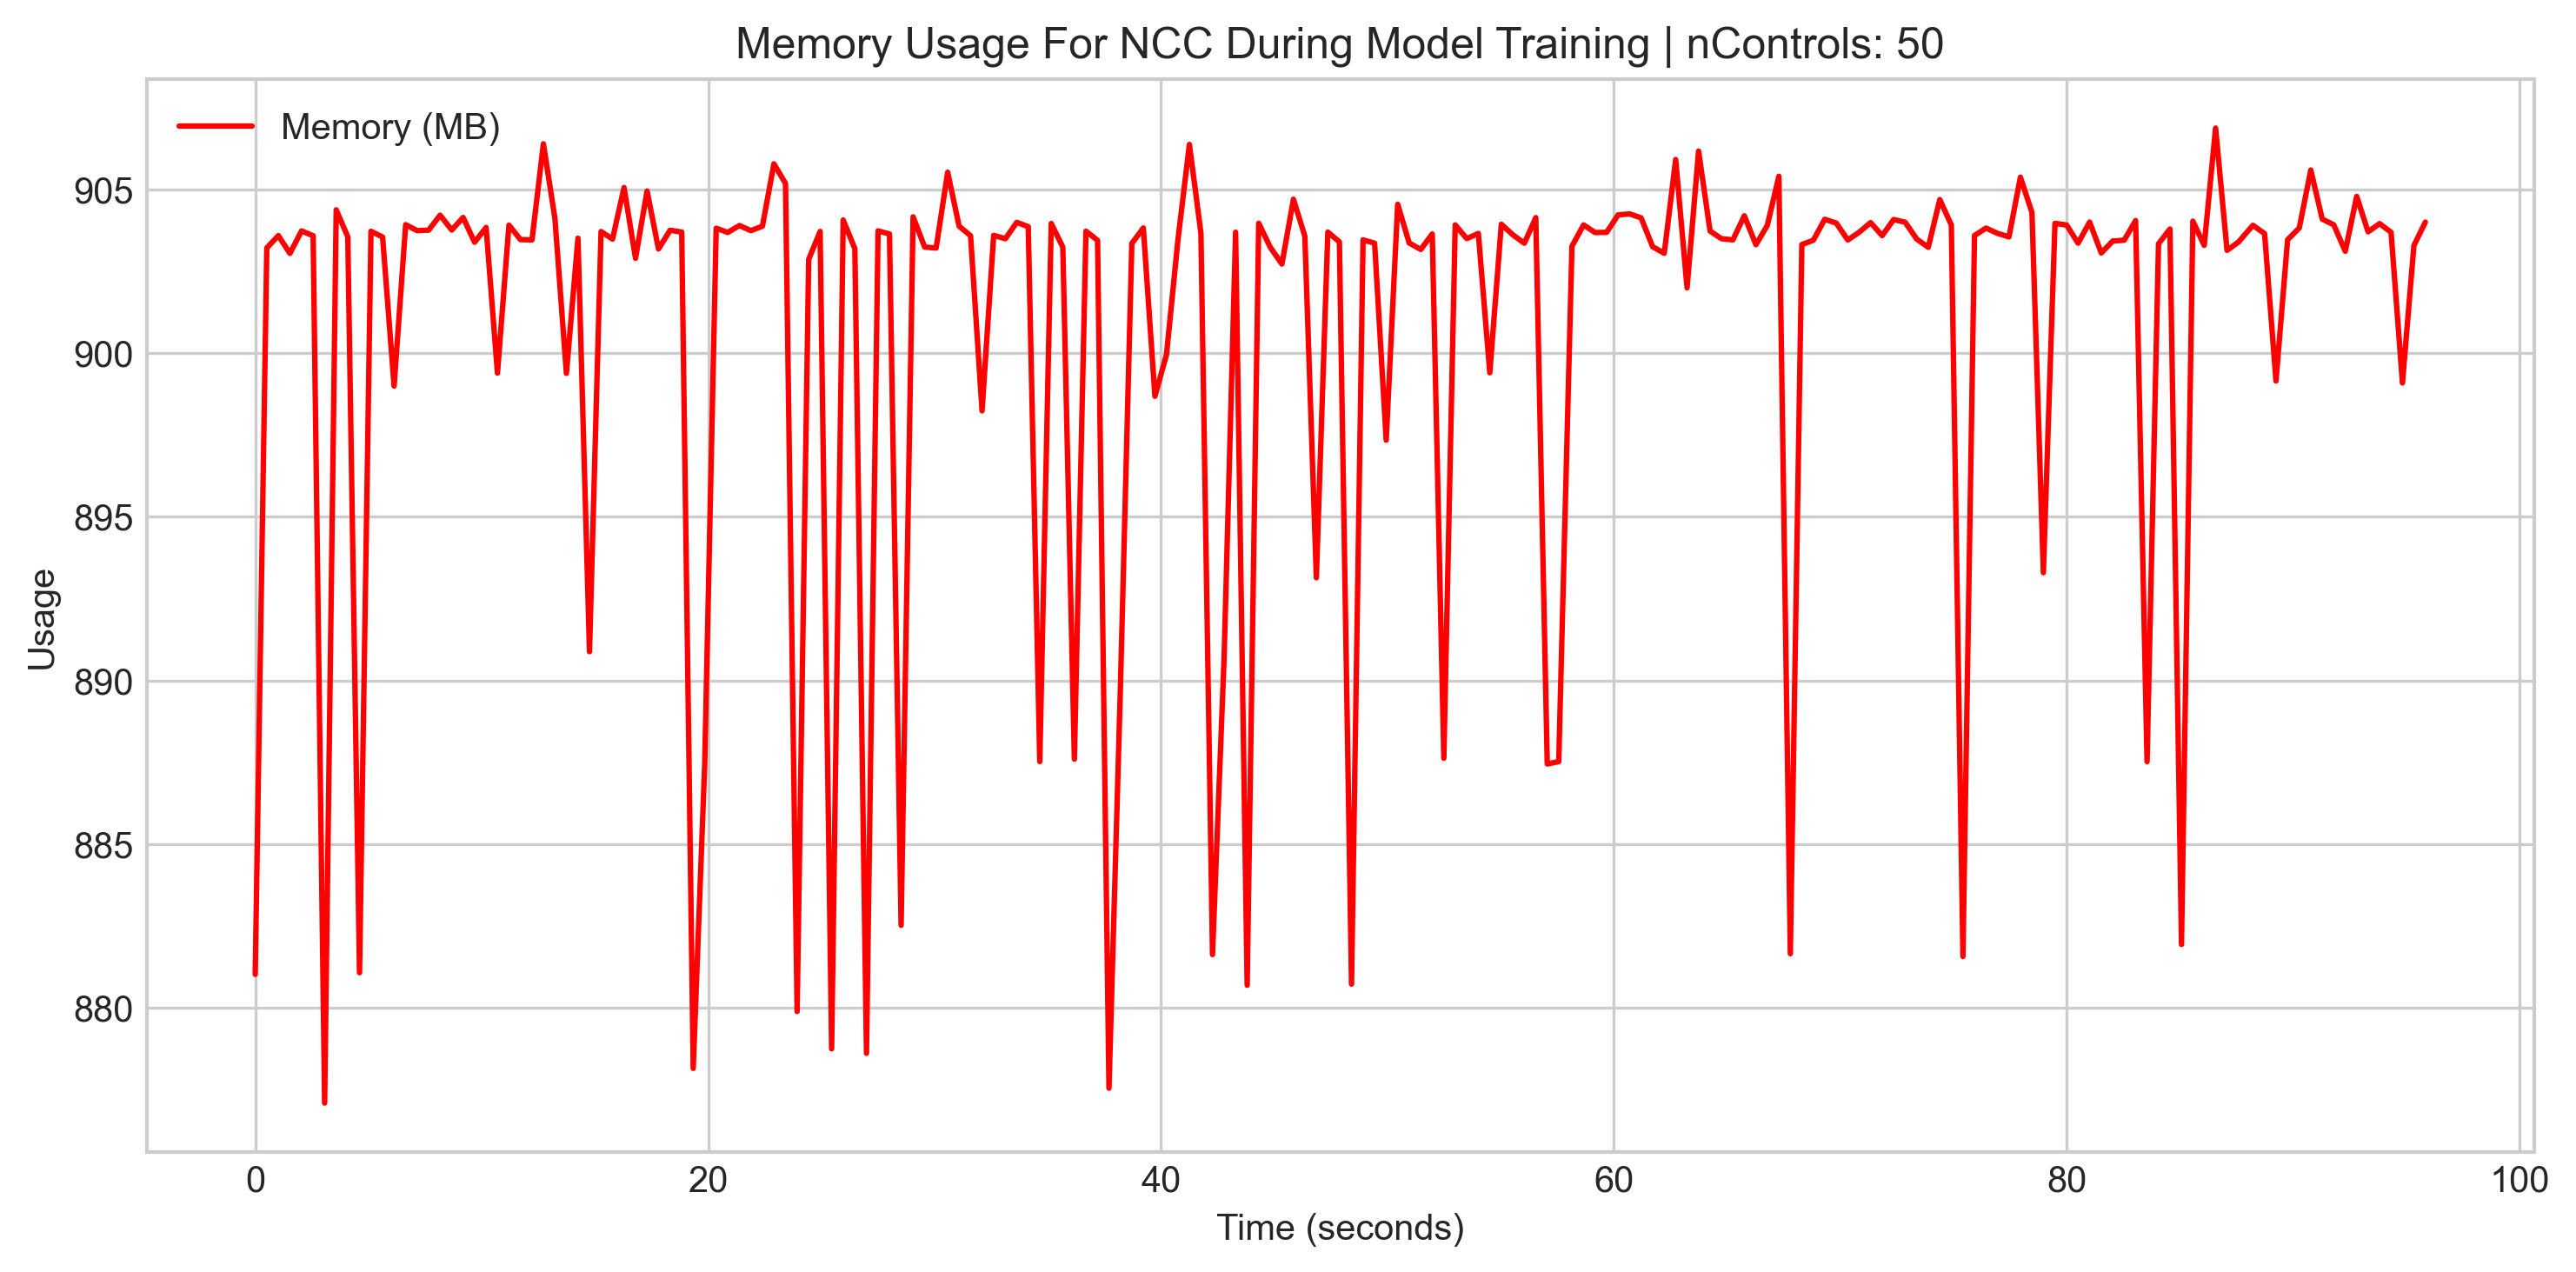 Memory Usage For NCC During Model Training | nControls: 50
Memory (MB)
905
900
895
890
885
880
Usage
0 20 40 60 80 100
Time (seconds)